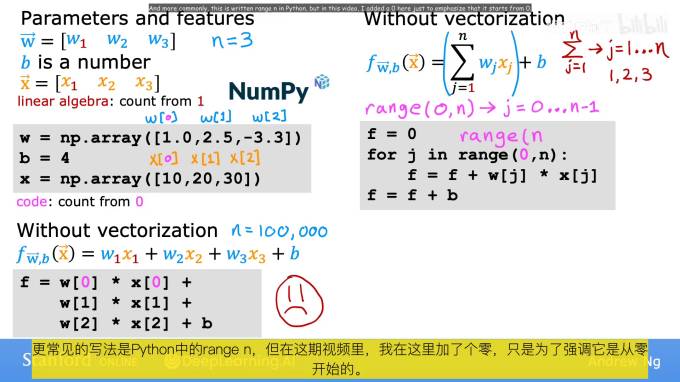 And more commonly, this is written range n in Python, but in this video, I added a 0 here just to emphasize that it starts from 0.
Parameters and features
w⃗ = [w₁ w₂ w₃] n=3
b is a number
x⃗ = [x₁ x₂ x₃]
linear algebra: count from 1
NumPy
w[0] w[1] w[2]
w = np.array([1.0,2.5,-3.3])
b = 4 x[0] x[1] x[2]
x = np.array([10,20,30])
code: count from 0
Without vectorization n=100,000
f_w⃗,b(x⃗) = w₁x₁ + w₂x₂ + w₃x₃ + b
f = w[0] * x[0] +
w[1] * x[1] +
w[2] * x[2] + b
Without vectorization
f_w⃗,b(x⃗) = (∑_{j=1}^{n} wⱼxⱼ) + b
∑_{j=1}^{n} → j=1...n
1, 2, 3
range(0,n) → j=0...n-1
f = 0 range(n
for j in range(0,n):
f = f + w[j] * x[j]
f = f + b
bilibili
更常见的写法是Python中的range n，但在这期视频里，我在这里加了个零，只是为了强调它是从零
开始的。
Stanford ONLINE DeepLearning.AI Andrew Ng